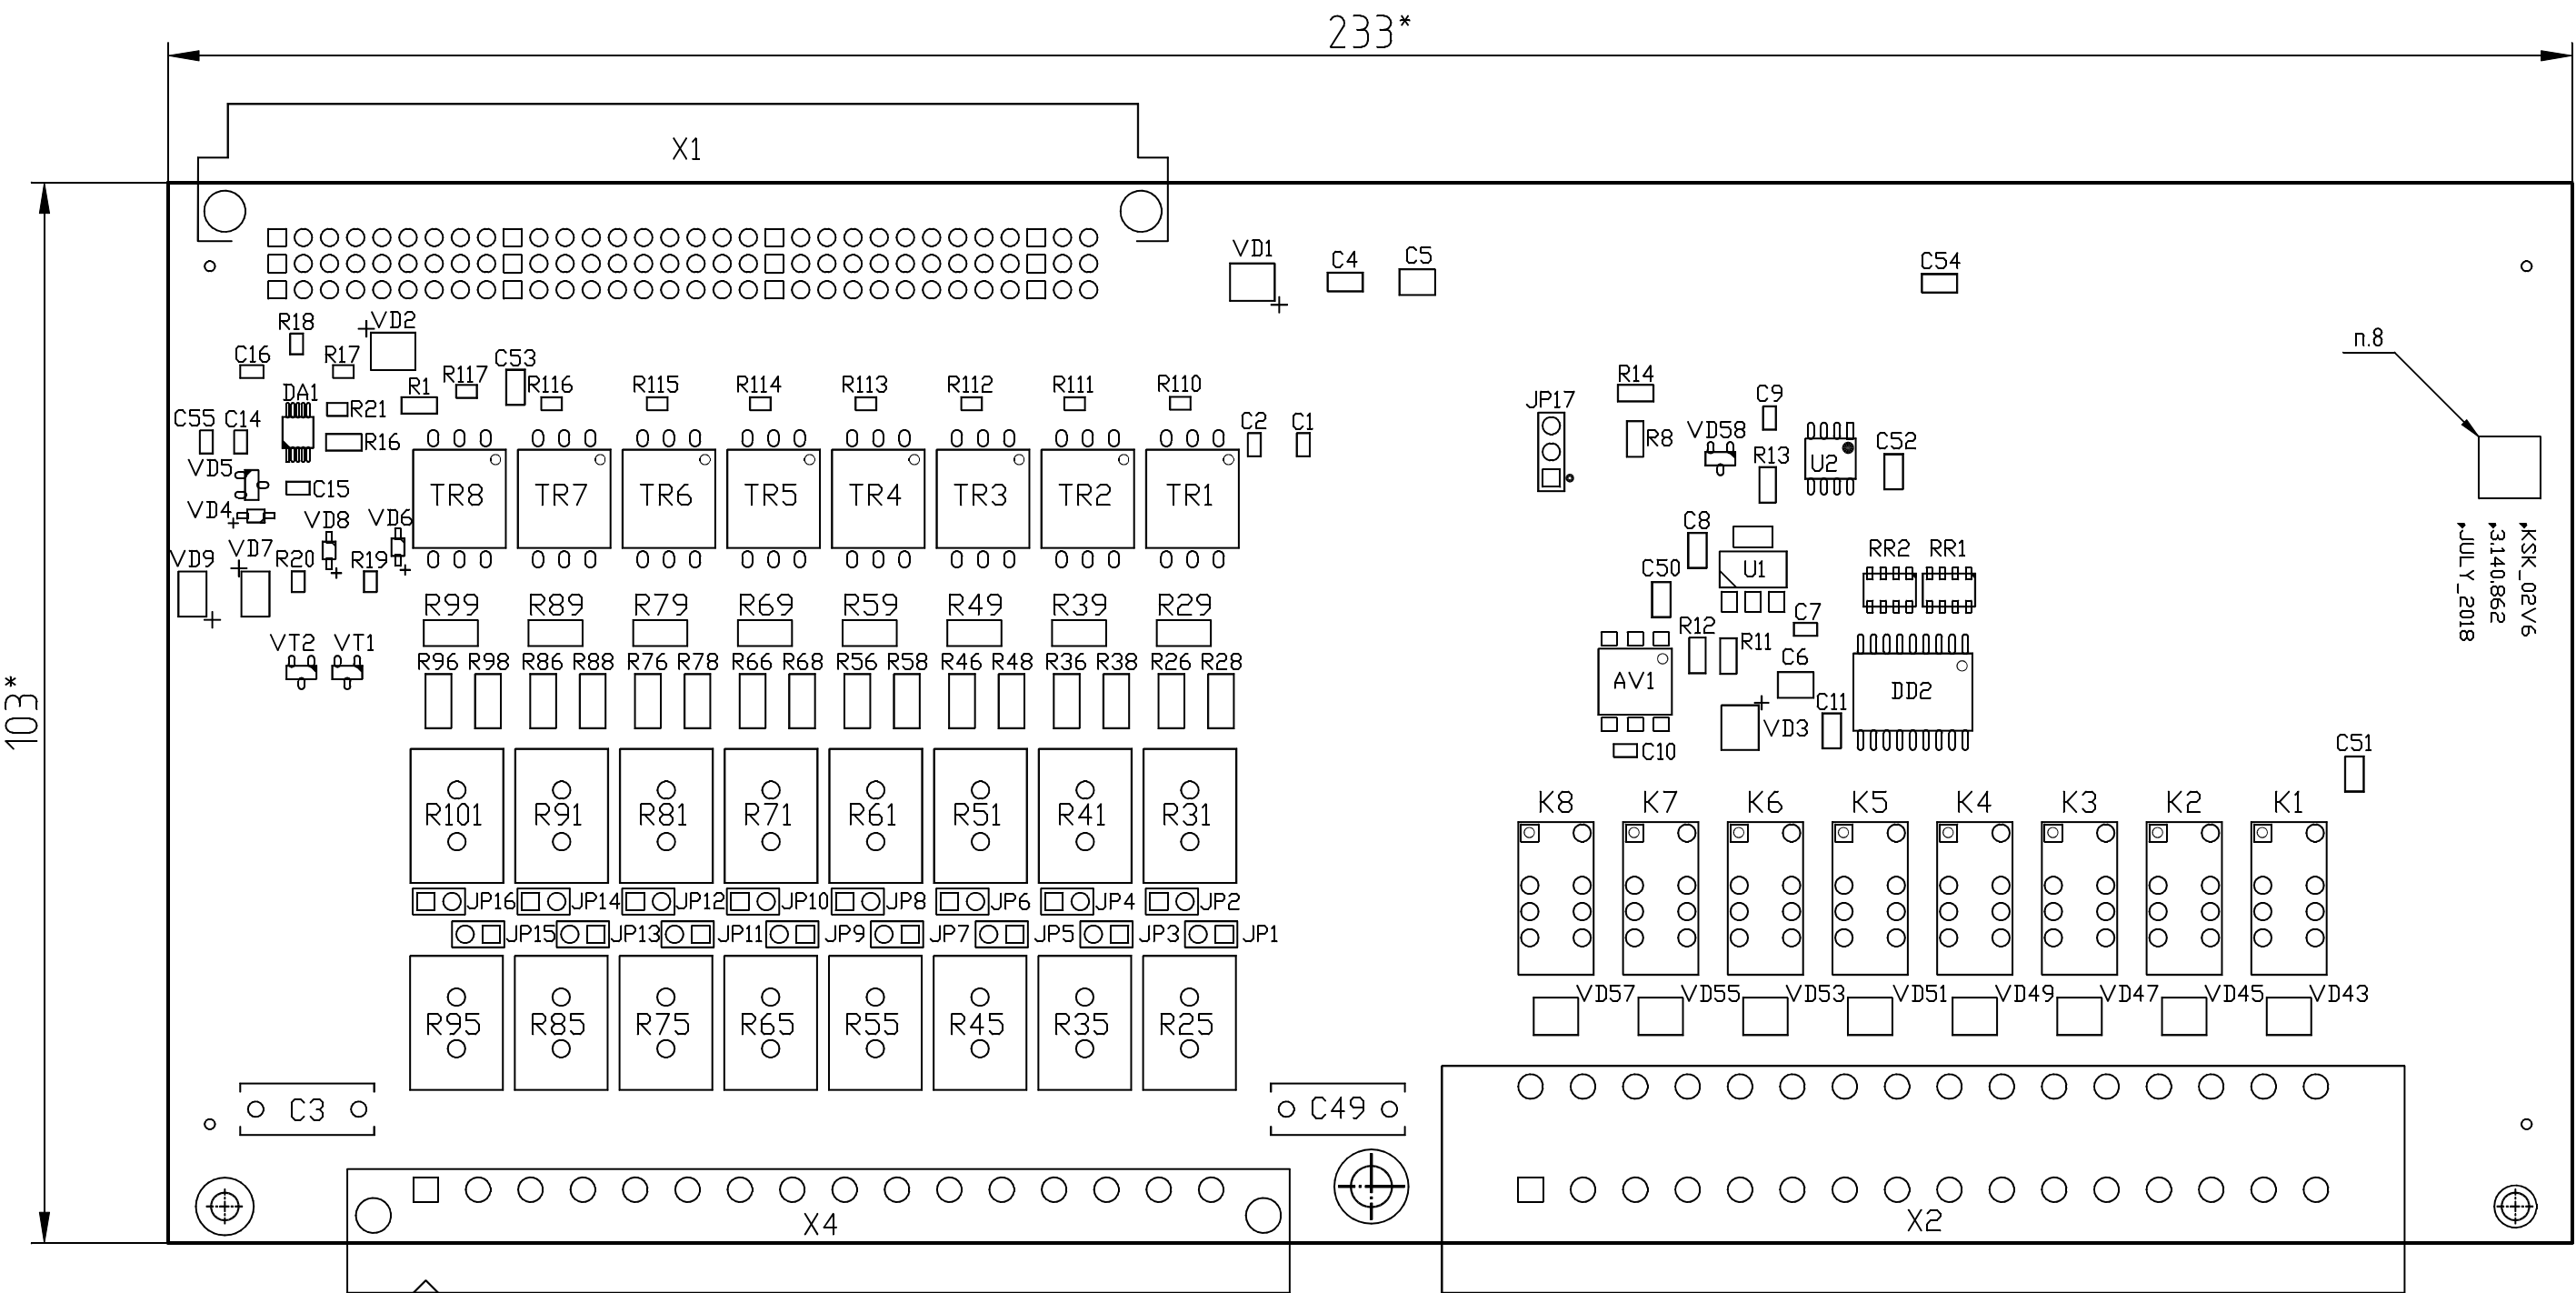 233*
X1
VD1 C4 C5 C54
R18 VD2
n.8
C16 R17 R117 C53
DA1 R1 R116 R115 R114 R113 R112 R111 R110 R14 C9
JP17
C55 C14 R21 R16 C2 C1 R8 VD58 R13 U2 C52
VD5 C15 TR8 TR7 TR6 TR5 TR4 TR3 TR2 TR1
VD4 VD8 VD6 C8
VD9 VD7 R20 R19 C50 U1 RR2 RR1
KSK_02V6
3.140.862
JULY_2018
R99 R89 R79 R69 R59 R49 R39 R29 C7
VT2 VT1 R12 R11
R96 R98 R86 R88 R76 R78 R66 R68 R56 R58 R46 R48 R36 R38 R26 R28 C6
AV1 DD2
103*
C11 VD3
C10 C51
R101 R91 R81 R71 R61 R51 R41 R31 K8 K7 K6 K5 K4 K3 K2 K1
JP16 JP14 JP12 JP10 JP8 JP6 JP4 JP2
JP15 JP13 JP11 JP9 JP7 JP5 JP3 JP1
VD57 VD55 VD53 VD51 VD49 VD47 VD45 VD43
R95 R85 R75 R65 R55 R45 R35 R25
C3 C49
X4 X2